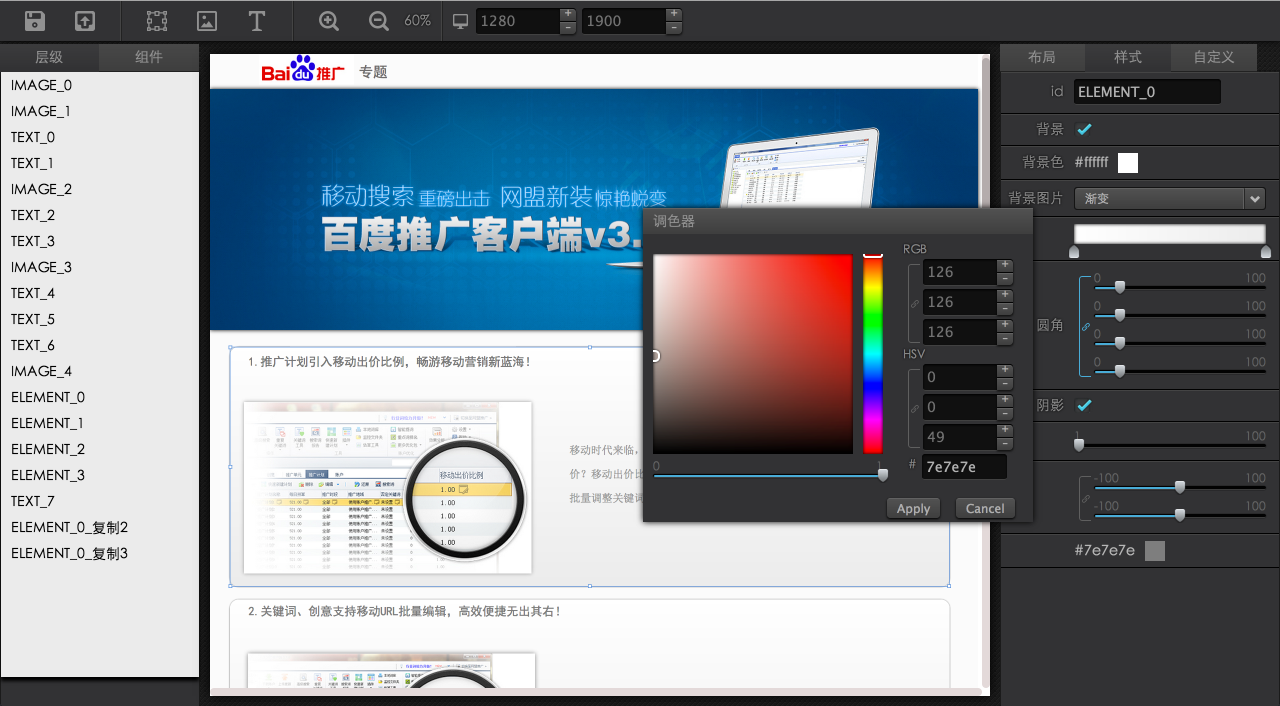 60%
1280
1900
层级 组件
IMAGE_0
IMAGE_1
TEXT_0
TEXT_1
IMAGE_2
TEXT_2
TEXT_3
IMAGE_3
TEXT_4
TEXT_5
TEXT_6
IMAGE_4
ELEMENT_0
ELEMENT_1
ELEMENT_2
ELEMENT_3
TEXT_7
ELEMENT_0_复制2
ELEMENT_0_复制3
Bai du 推广 专题
移动搜索 重磅出击 网盟新装 惊艳蜕变
百度推广客户端v3.
1. 推广计划引入移动出价比例，畅游移动营销新蓝海！
移动出价比例
1.00
1.00
1.00
1.00
1.00
移动时代来临，
价？移动出价比
批量调整关键词
2. 关键词、创意支持移动URL批量编辑，高效便捷无出其右！
调色器
RGB
126
126
126
HSV
0
0
49
0 1
# 7e7e7e
Apply Cancel
布局 样式 自定义
id ELEMENT_0
背景
背景色 #ffffff
背景图片 渐变
圆角
0 100
0 100
0 100
0 100
阴影
0 100
-100 100
-100 100
#7e7e7e